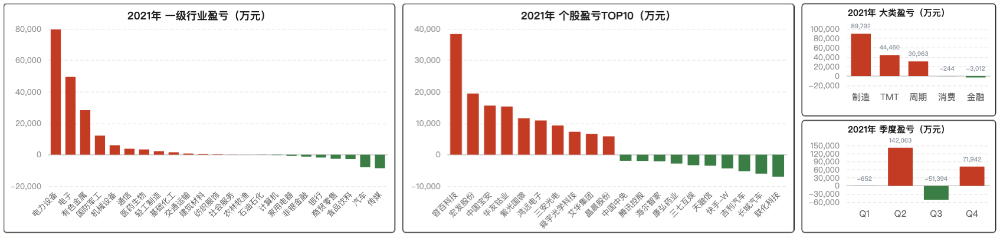 2021年 一级行业盈亏（万元）
80,000
60,000
40,000
20,000
0
−20,000
电力设备
电子
有色金属
国防军工
机械设备
通信
医药生物
轻工制造
基础化工
交通运输
建筑材料
纺织服饰
社会服务
农林牧渔
石油石化
计算机
家用电器
非银金融
银行
商贸零售
食品饮料
汽车
传媒
2021年 个股盈亏TOP10（万元）
40,000
30,000
20,000
10,000
0
−10,000
容百科技
宏发股份
中国宝安
华友钴业
紫光国微
鸿远电子
三安光电
舜宇光学科技
艾华集团
晶晨股份
中国中免
腾讯控股
海尔智家
康弘药业
三七互娱
天融信
快手−W
吉利汽车
长城汽车
联化科技
2021年 大类盈亏（万元）
100,000
80,000
60,000
40,000
20,000
0
−20,000
89,792
44,460
30,963
−244
−3,012
制造
TMT
周期
消费
金融
2021年 季度盈亏（万元）
150,000
120,000
90,000
60,000
30,000
0
−30,000
−60,000
−652
142,063
−51,394
71,942
Q1
Q2
Q3
Q4